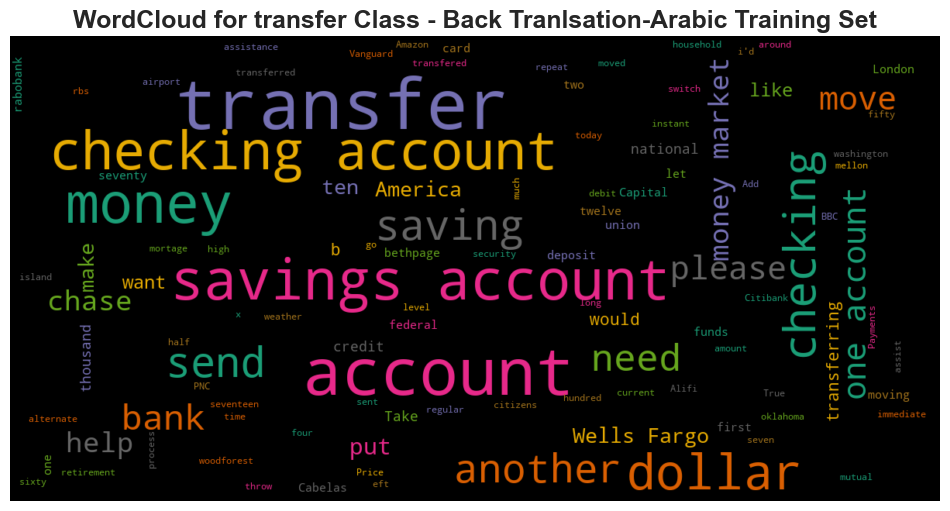 WordCloud for transfer Class - Back Tranlsation-Arabic Training Set
assistance
Amazon
Vanguard
card
household
i'd
around
rabobank
transferred
transfered
repeat
moved
London
rbs
airport
two
switch
like
move
transfer
fifty
instant
today
national
market
checking account
washington
mellon
seventy
let
money
ten
America
much
debit
Capital
Add
twelve
BBC
saving
union
money
checking
one account
make
mortage
high
b
go
bethpage
security
deposit
island
want
savings account
please
chase
long
Citibank
level
x
weather
would
federal
funds
transferring
Payments
thousand
half
credit
amount
send
need
assist
PNC
current
Alifi
True
moving
account
seventeen
sent
regular
citizens
hundred
alternate
bank
time
Take
oklahoma
immediate
four
first
help
process
put
Wells Fargo
seven
one
retirement
woodforest
Price
another
dollar
mutual
sixty
throw
Cabelas
eft